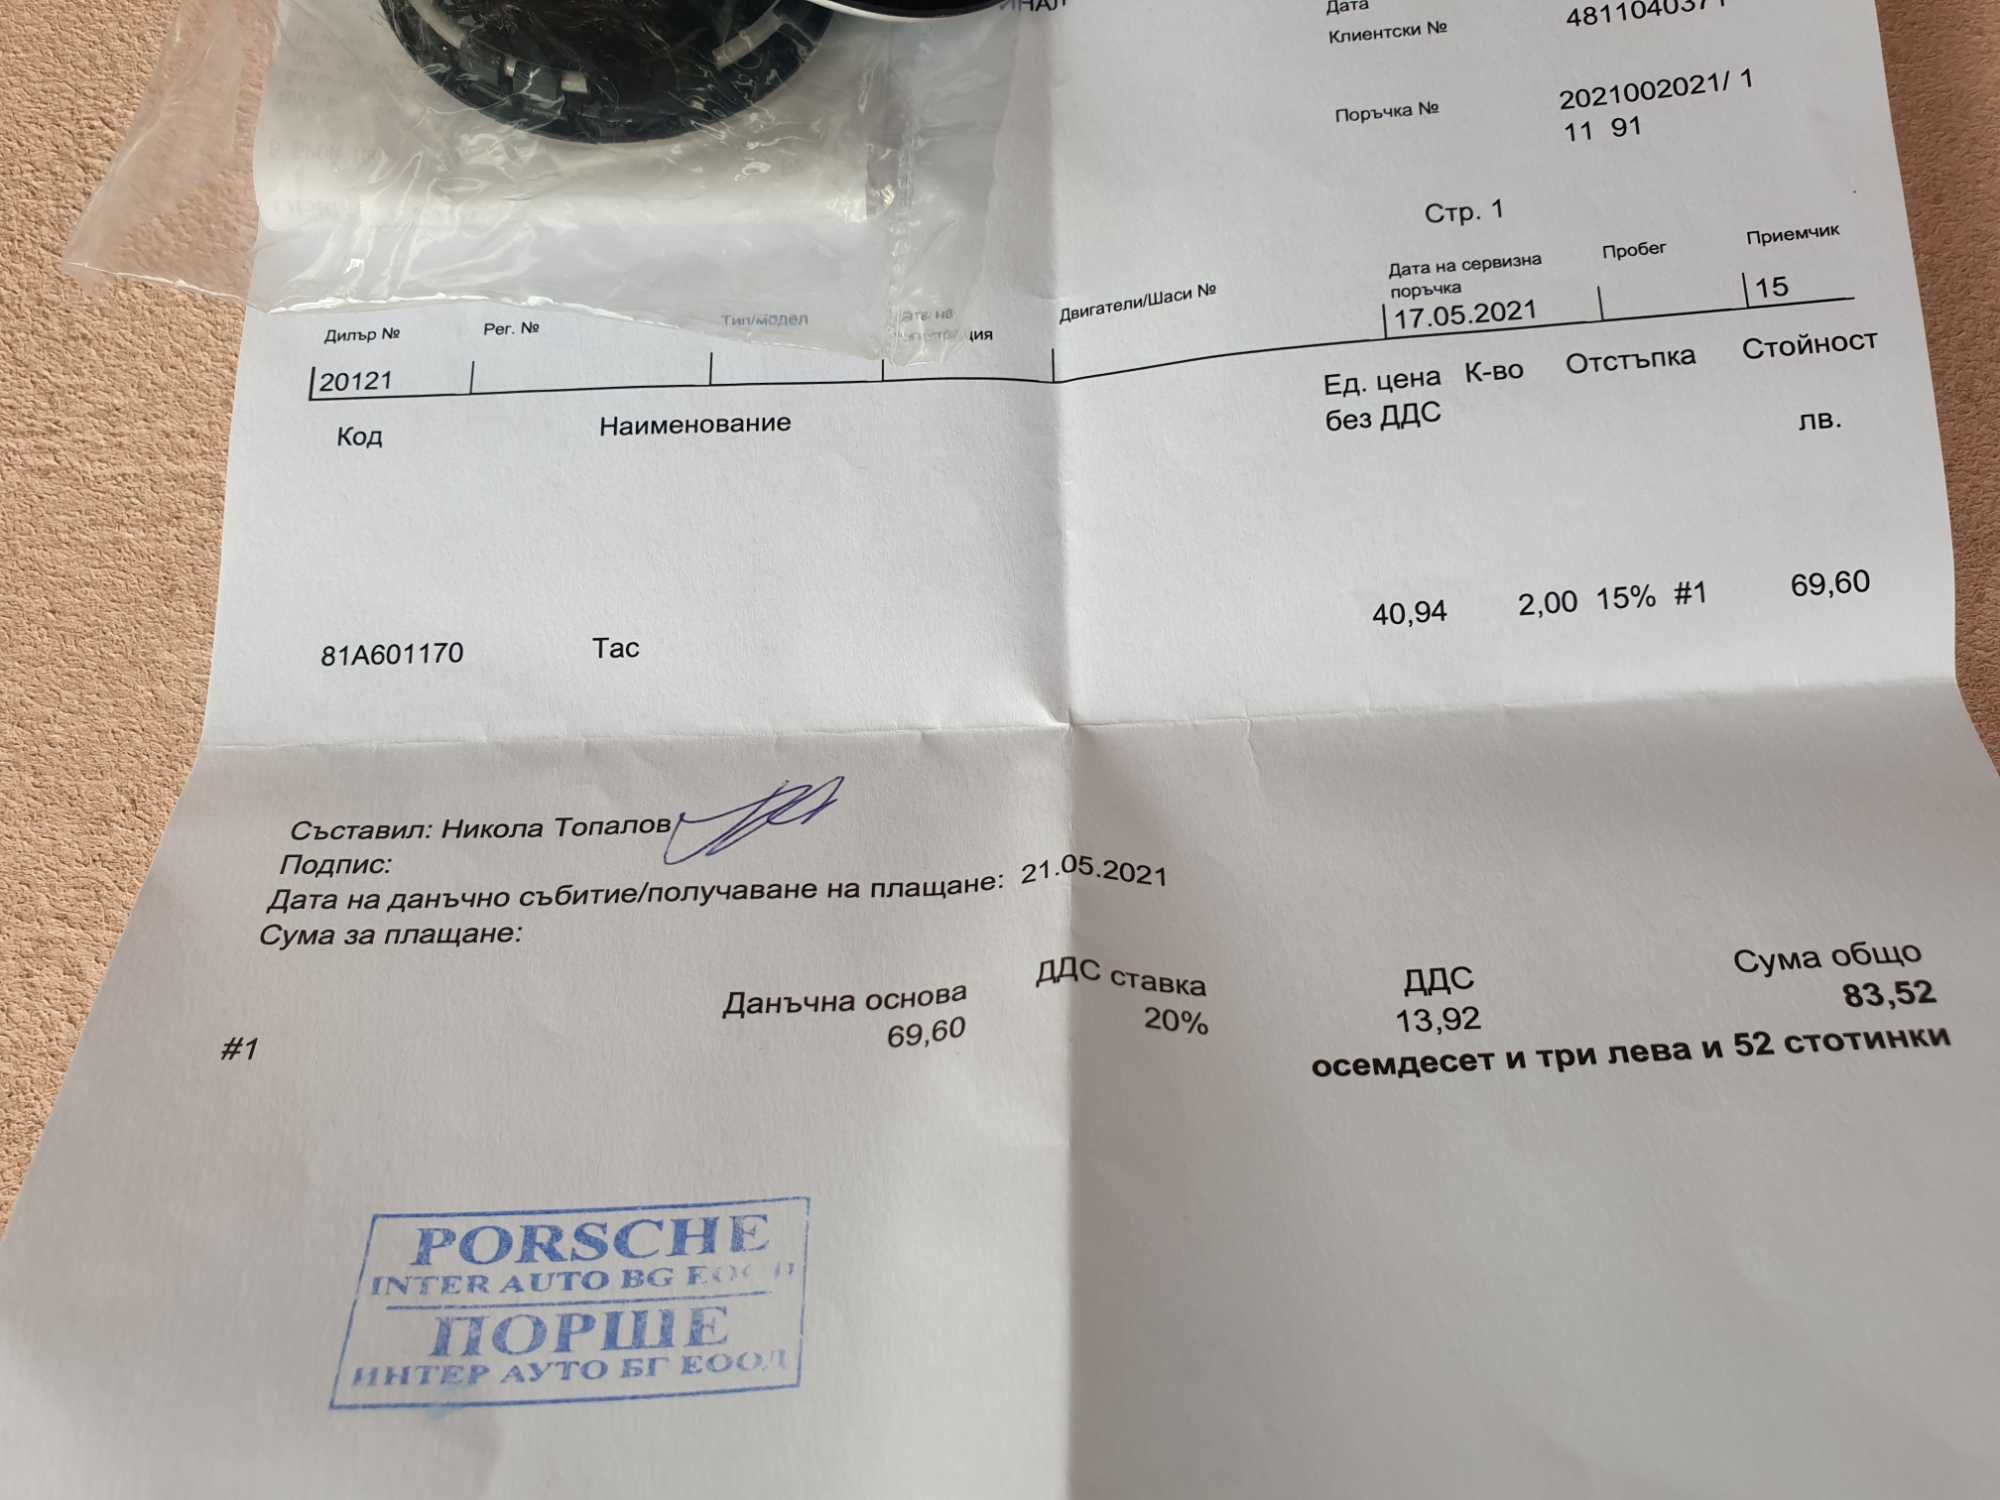 Дата
Клиентски № 4811040371
Поръчка № 2021002021/ 1
11 91
Стр. 1
Дилър № Рег. № Тип/модел Двигатели/Шаси № Дата на сервизна поръчка Пробег Приемчик
20121 17.05.2021 15
Код Наименование Ед. цена К-во Отстъпка Стойност
без ДДС лв.
81A601170 Тас 40,94 2,00 15% #1 69,60
Съставил: Никола Топалов
Подпис:
Дата на данъчно събитие/получаване на плащане: 21.05.2021
Сума за плащане:
Данъчна основа ДДС ставка ДДС Сума общо
#1 69,60 20% 13,92 83,52
осемдесет и три лева и 52 стотинки
PORSCHE
INTER AUTO BG
ПОРШЕ
ИНТЕР АУТО БГ ЕООД